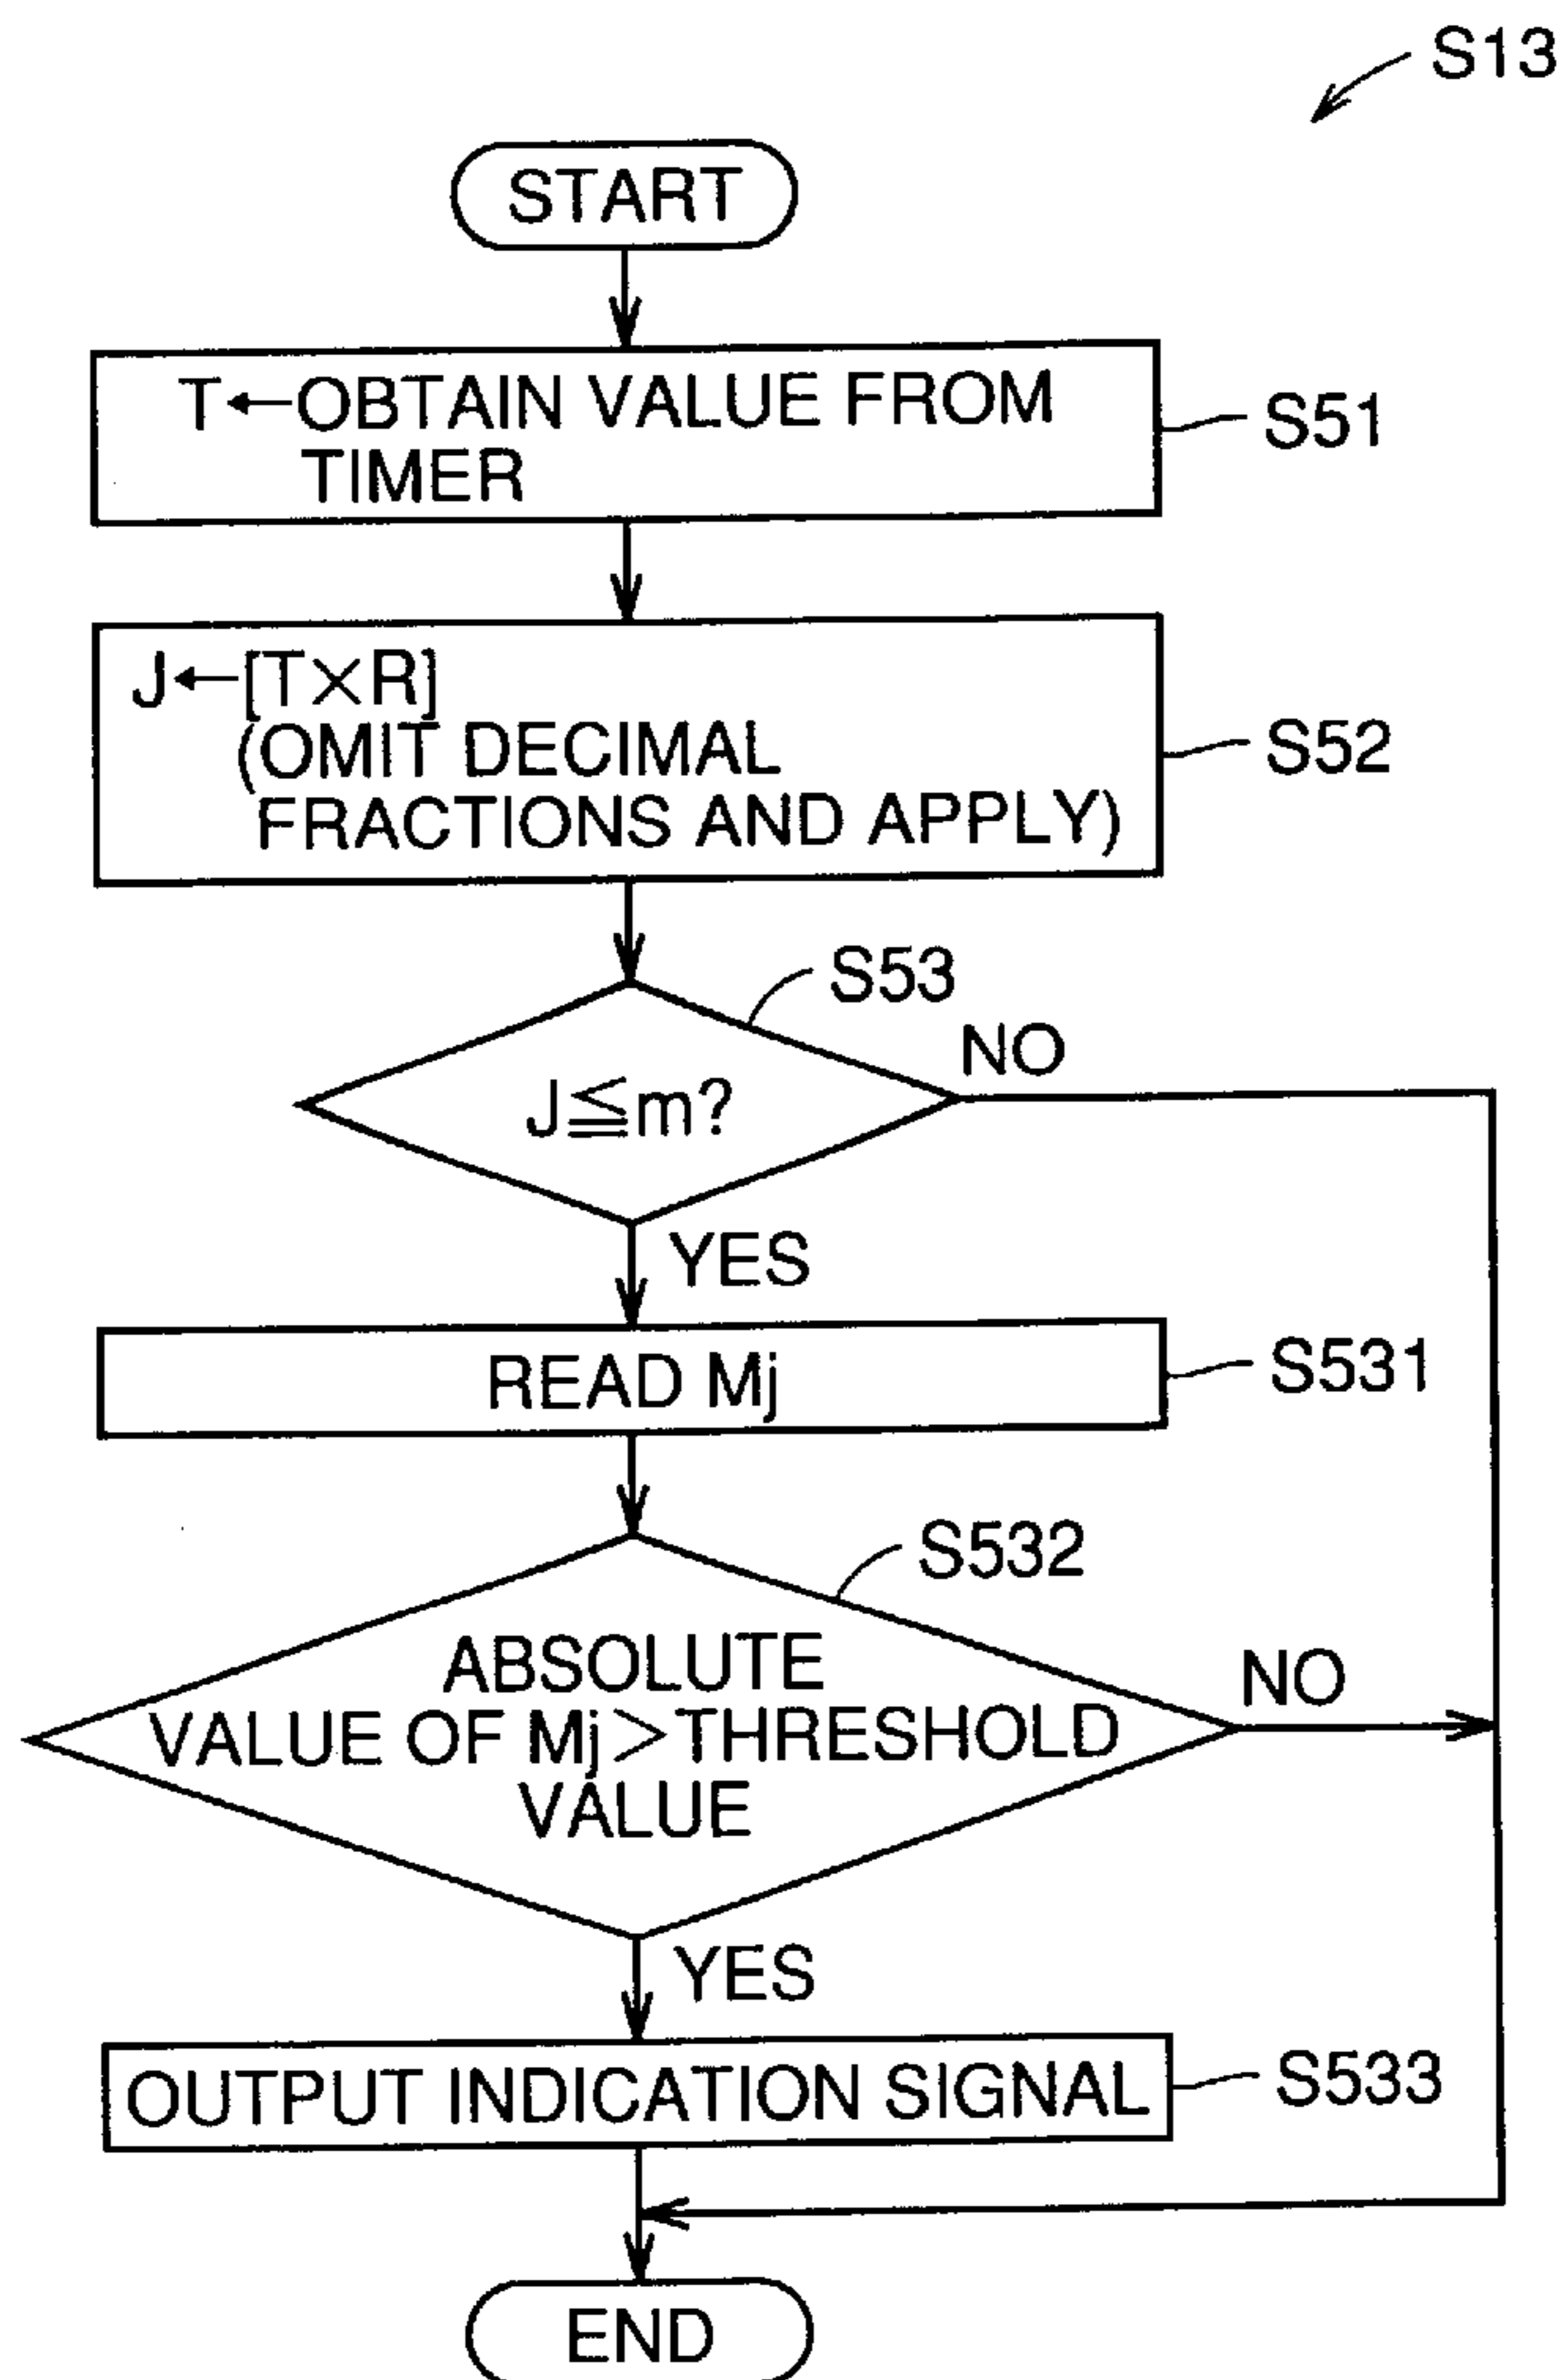 S13
START
T←OBTAIN VALUE FROM
TIMER
S51
J←[T×R]
(OMIT DECIMAL
FRACTIONS AND APPLY)
S52
S53
J≦m?
NO
YES
READ Mj
S531
S532
ABSOLUTE
VALUE OF Mj>THRESHOLD
VALUE
NO
YES
OUTPUT INDICATION SIGNAL
S533
END